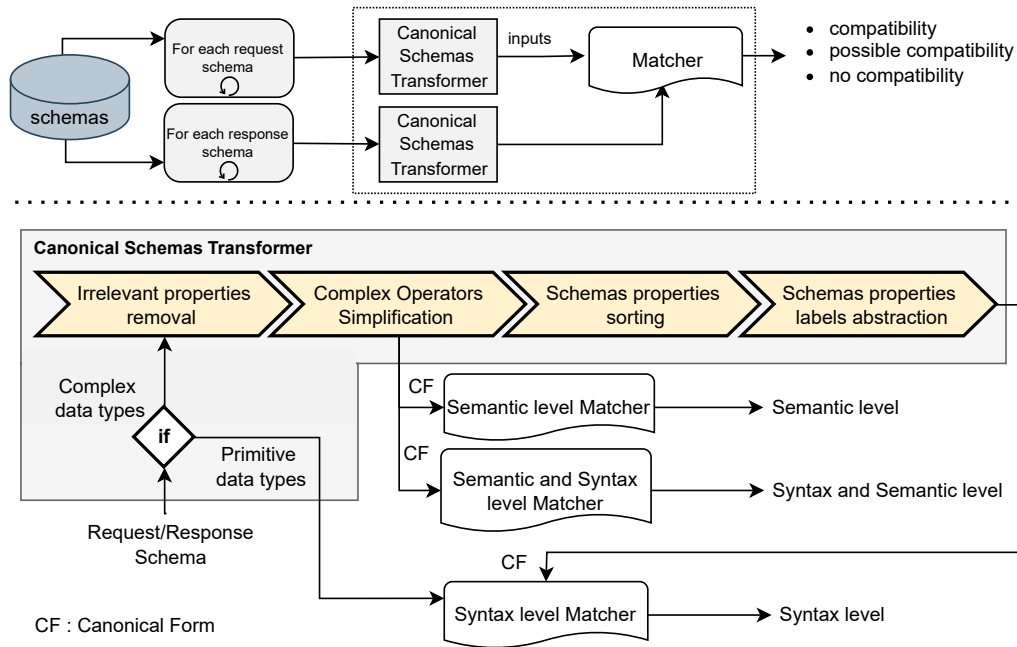 schemas
For each request
schema
For each response
schema
Canonical
Schemas
Transformer
inputs
Matcher
Canonical
Schemas
Transformer
• compatibility
• possible compatibility
• no compatibility
Canonical Schemas Transformer
Irrelevant properties
removal
Complex Operators
Simplification
Schemas properties
sorting
Schemas properties
labels abstraction
Complex
data types
if
Primitive
data types
Request/Response
Schema
CF
Semantic level Matcher
Semantic level
CF
Semantic and Syntax
level Matcher
Syntax and Semantic level
CF
Syntax level Matcher
Syntax level
CF : Canonical Form